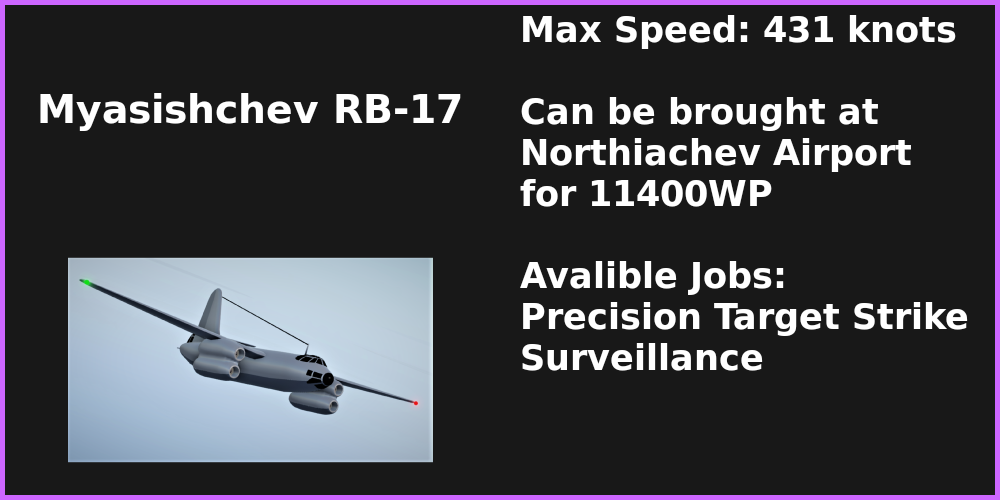 Myasishchev RB-17
Max Speed: 431 knots
Can be brought at
Northiachev Airport
for 11400WP
Avalible Jobs:
Precision Target Strike
Surveillance